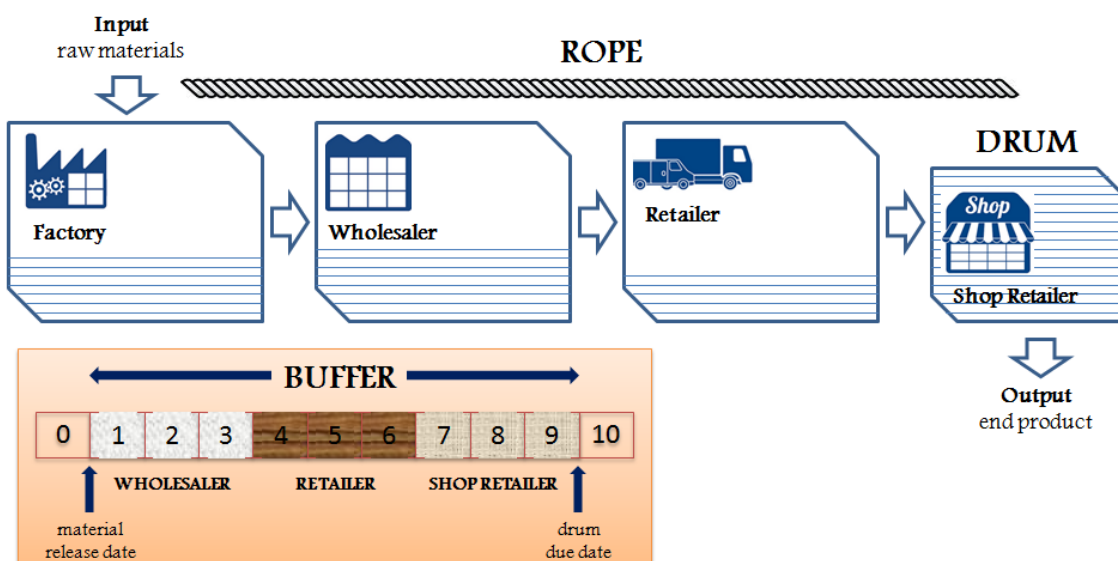 Input
raw materials
ROPE
DRUM
Factory
Wholesaler
Retailer
Shop
Shop Retailer
Output
end product
BUFFER
0 1 2 3 4 5 6 7 8 9 10
WHOLESALER RETAILER SHOP RETAILER
material
release date
drum
due date